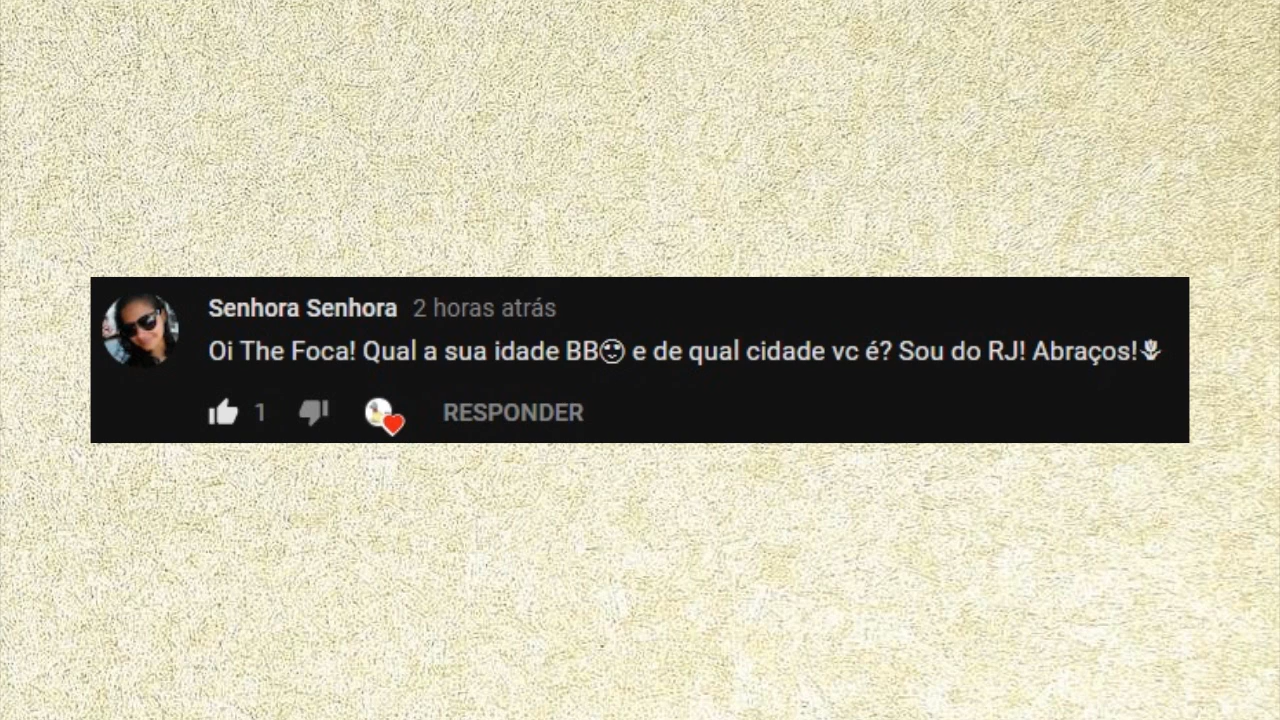 Senhora Senhora 2 horas atrás
Oi The Foca! Qual a sua idade BB😍 e de qual cidade vc é? Sou do RJ! Abraços!🌷
1 RESPONDER